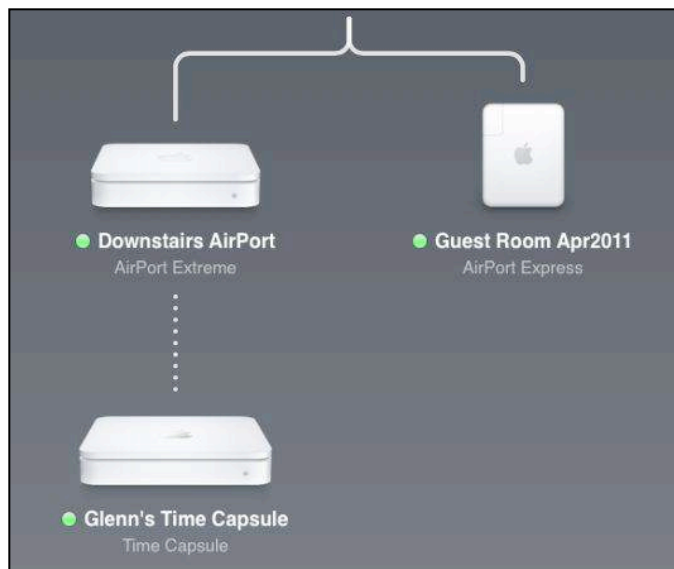 Downstairs AirPort
AirPort Extreme
Guest Room Apr2011
AirPort Express
Glenn's Time Capsule
Time Capsule